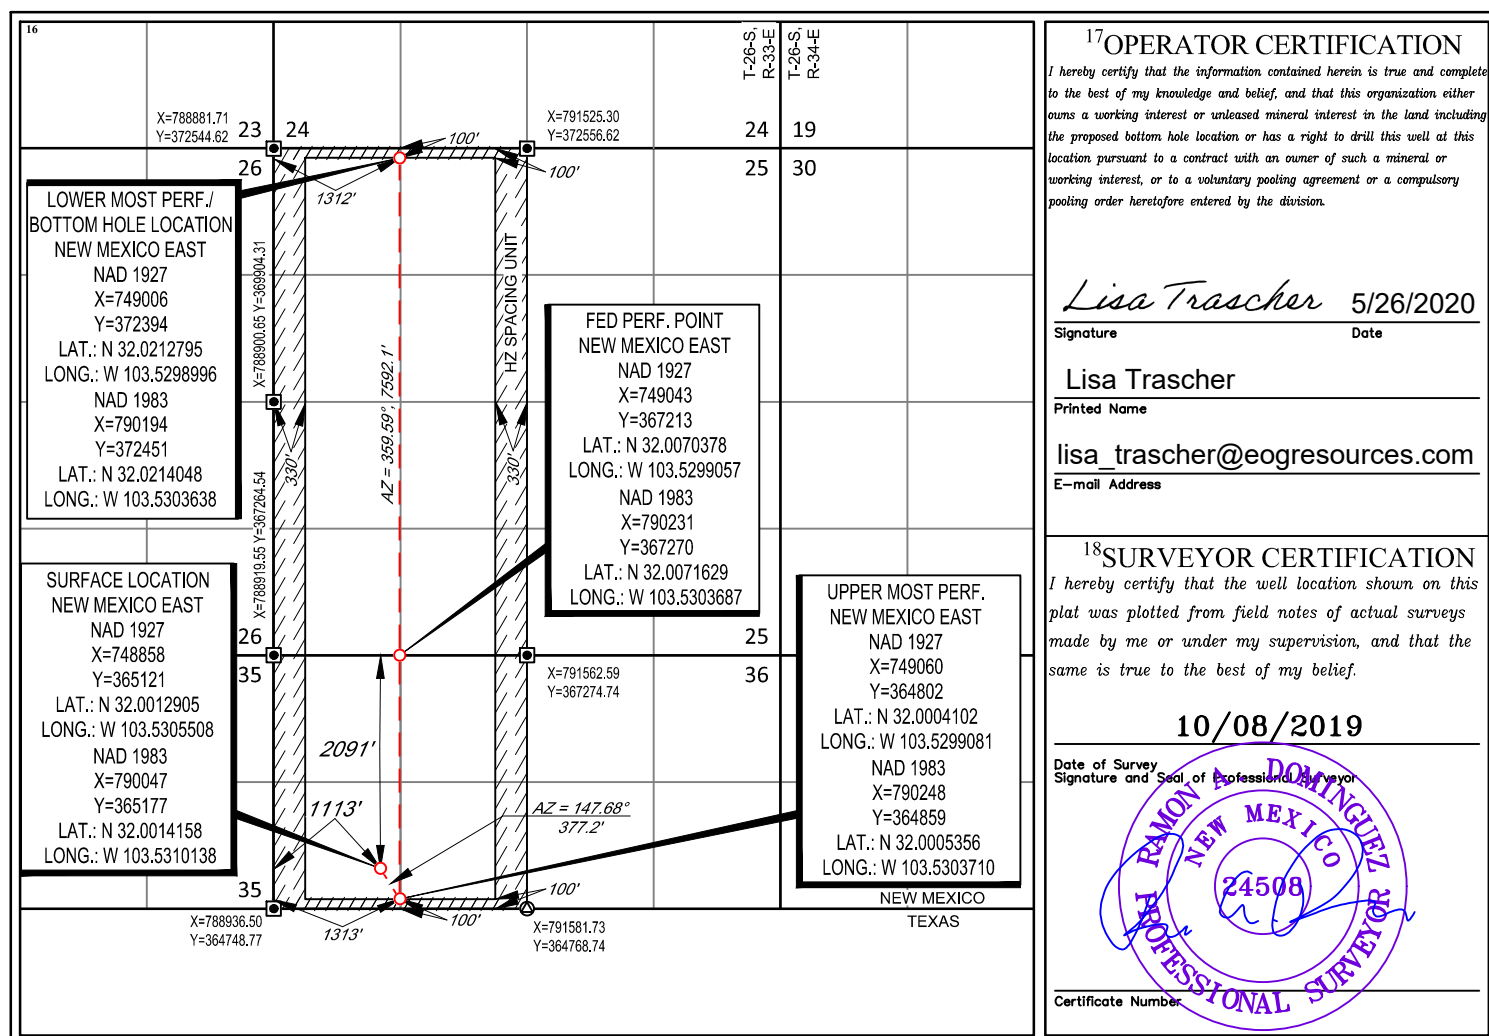 16
T-26-S, R-33-E
T-26-S, R-34-E
X=788881.71
Y=372544.62
23 24
26
100'
100'
1312'
X=791525.30
Y=372556.62
24 19
25 30
LOWER MOST PERF./
BOTTOM HOLE LOCATION
NEW MEXICO EAST
NAD 1927
X=749006
Y=372394
LAT.: N 32.0212795
LONG.: W 103.5298996
NAD 1983
X=790194
Y=372451
LAT.: N 32.0214048
LONG.: W 103.5303638
X=788900.65 Y=369904.31
HZ SPACING UNIT
AZ = 359.59°, 7592.1'
330'
330'
FED PERF. POINT
NEW MEXICO EAST
NAD 1927
X=749043
Y=367213
LAT.: N 32.0070378
LONG.: W 103.5299057
NAD 1983
X=790231
Y=367270
LAT.: N 32.0071629
LONG.: W 103.5303687
X=788919.55 Y=367264.54
SURFACE LOCATION
NEW MEXICO EAST
NAD 1927
X=748858
Y=365121
LAT.: N 32.0012905
LONG.: W 103.5305508
NAD 1983
X=790047
Y=365177
LAT.: N 32.0014158
LONG.: W 103.5310138
26
35
25
36
X=791562.59
Y=367274.74
UPPER MOST PERF.
NEW MEXICO EAST
NAD 1927
X=749060
Y=364802
LAT.: N 32.0004102
LONG.: W 103.5299081
NAD 1983
X=790248
Y=364859
LAT.: N 32.0005356
LONG.: W 103.5303710
2091'
1113'
AZ = 147.68°
377.2'
35
100'
100'
1313'
X=788936.50
Y=364748.77
X=791581.73
Y=364768.74
NEW MEXICO
TEXAS
17 OPERATOR CERTIFICATION
I hereby certify that the information contained herein is true and complete
to the best of my knowledge and belief, and that this organization either
owns a working interest or unleased mineral interest in the land including
the proposed bottom hole location or has a right to drill this well at this
location pursuant to a contract with an owner of such a mineral or
working interest, or to a voluntary pooling agreement or a compulsory
pooling order heretofore entered by the division.
Lisa Trascher 5/26/2020
Signature Date
Lisa Trascher
Printed Name
lisa_trascher@eogresources.com
E-mail Address
18 SURVEYOR CERTIFICATION
I hereby certify that the well location shown on this
plat was plotted from field notes of actual surveys
made by me or under my supervision, and that the
same is true to the best of my belief.
10/08/2019
Date of Survey
Signature and Seal of Professional Surveyor
RAMON A. DOMINGUEZ
NEW MEXICO
24508
PROFESSIONAL SURVEYOR
Certificate Number